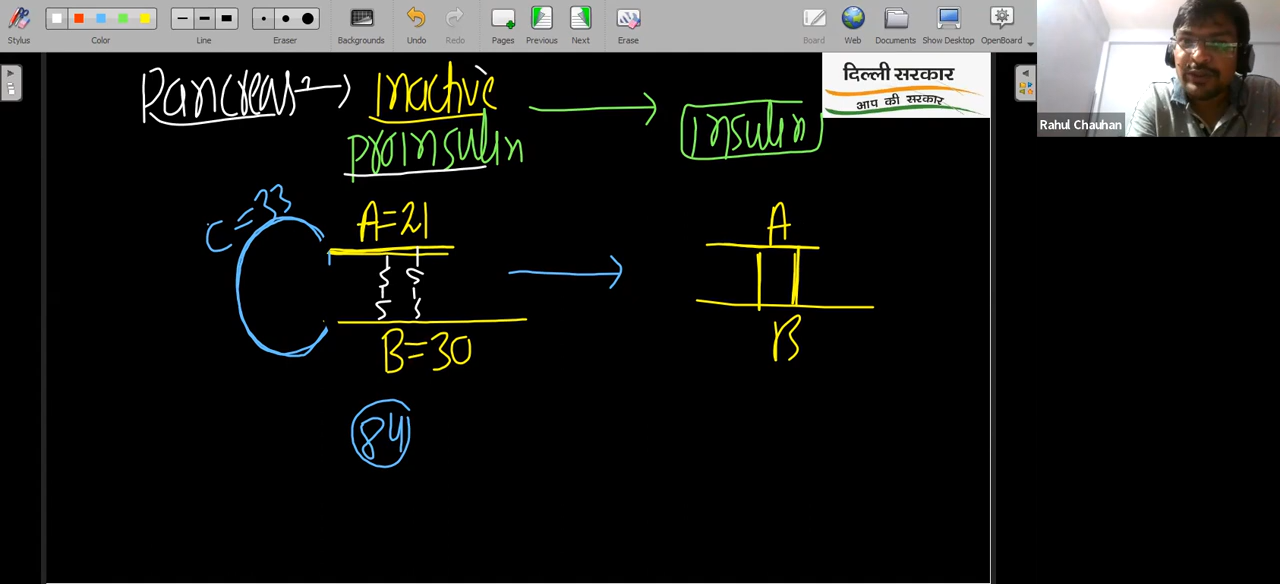 Stylus
Color
Line
Eraser
Backgrounds
Undo
Redo
Pages
Previous
Next
Erase
Board
Web
Documents
Show Desktop
OpenBoard
Rahul Chauhan
दिल्ली सरकार
आप की सरकार
Pancreas → Inactive → Insulin
proinsulin
C=33
A=21
A
→
B=30
B
84